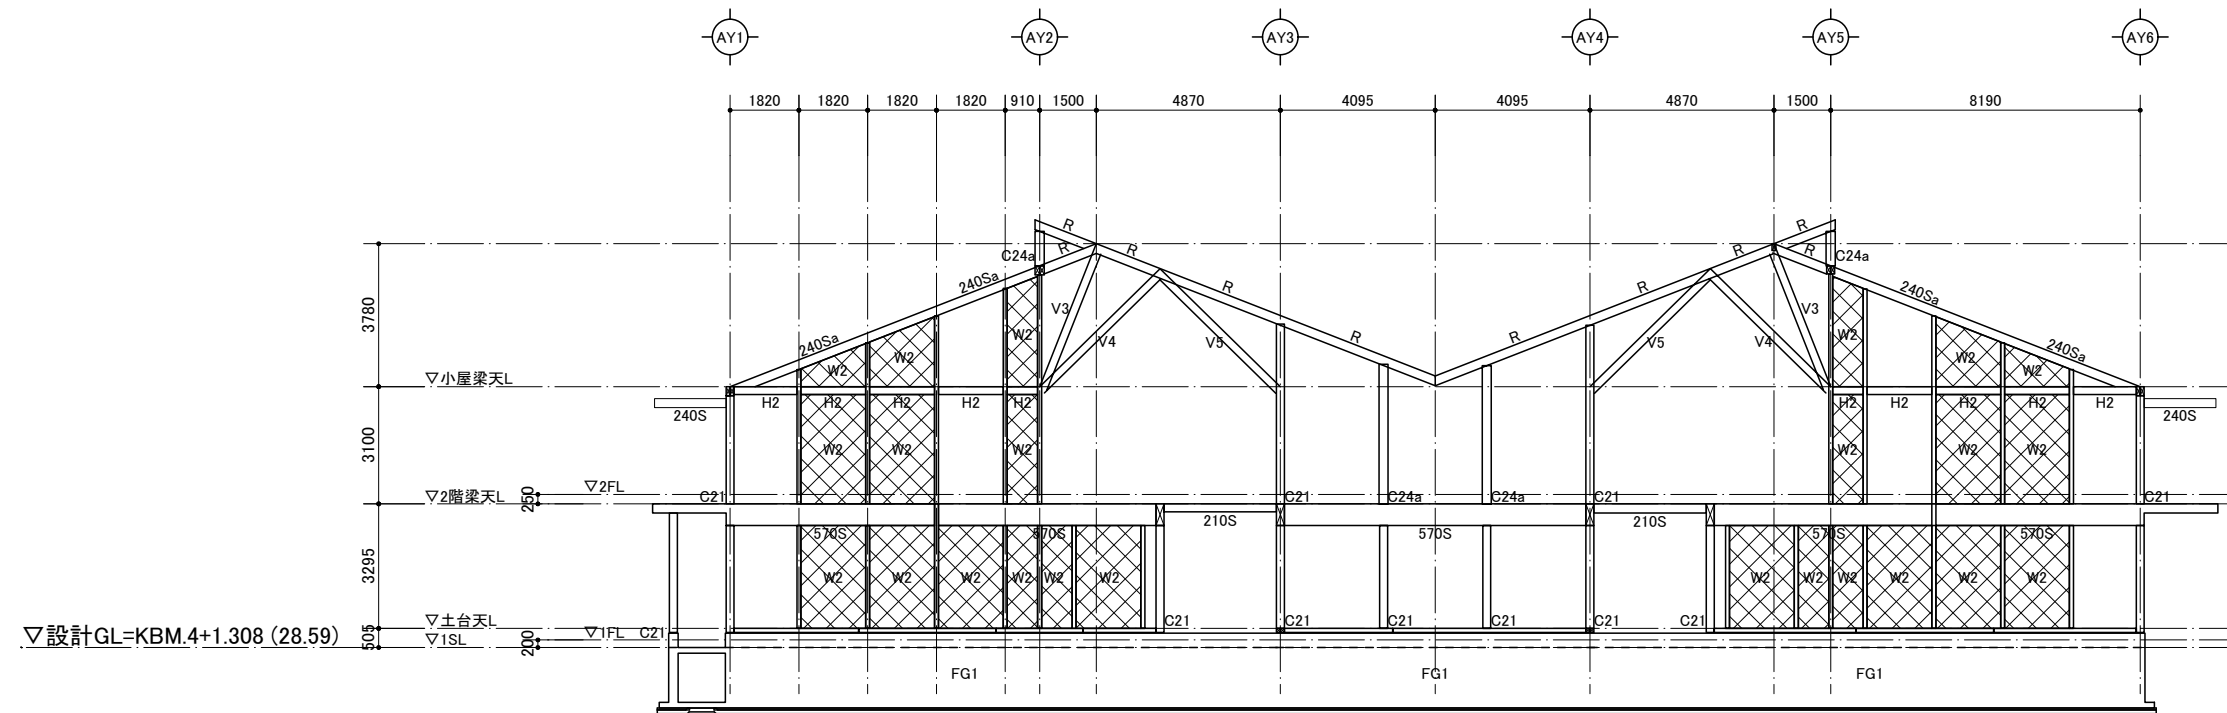 AY1 AY2 AY3 AY4 AY5 AY6
1820 1820 1820 1820 910 1500 4870 4095 4095 4870 1500 8190
R R
R R R R
C24a C24a
240Sa R R 240Sa
V3 V3
3780
W2 V4 V5 R R V5 V4 W2
240Sa W2 W2 W2 240Sa
W2 W2
▽小屋梁天L
H2 H2 H2 H2 H2 H2 H2 H2 H2 H2
240S 240S
3100
W2 W2 W2 W2 W2 W2
▽2FL
250
▽2階梁天L C21 C21 C24a C24a C21 C21
210S 210S
570S 570S 570S 570S 570S
3295
W2 W2 W2 W2 W2 W2 W2 W2 W2 W2 W2 W2
▽土台天L C21 C21 C21 C21 C21 C21
▽設計GL=KBM.4+1.308 (28.59) 505 ▽1SL 200 ▽1FL C21
FG1 FG1 FG1